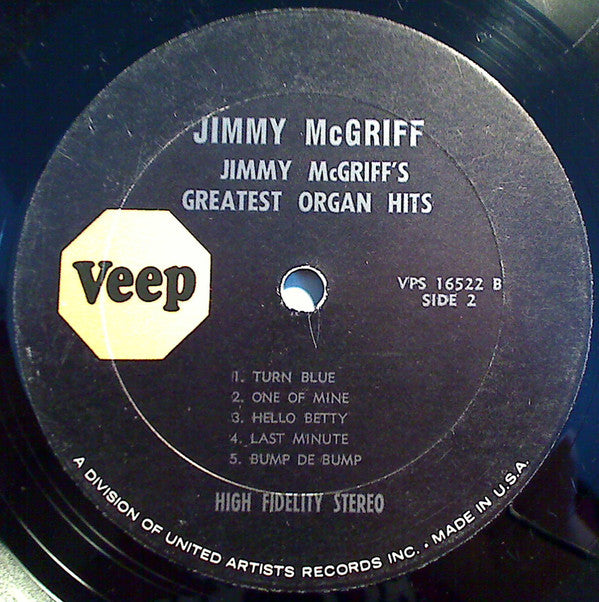 JIMMY McGRIFF
JIMMY McGRIFF'S
GREATEST ORGAN HITS
Veep
VPS 16522 B
SIDE 2
1. TURN BLUE
2. ONE OF MINE
3. HELLO BETTY
4. LAST MINUTE
5. BUMP DE BUMP
HIGH FIDELITY STEREO
A DIVISION OF UNITED ARTISTS RECORDS INC. • MADE IN U.S.A.